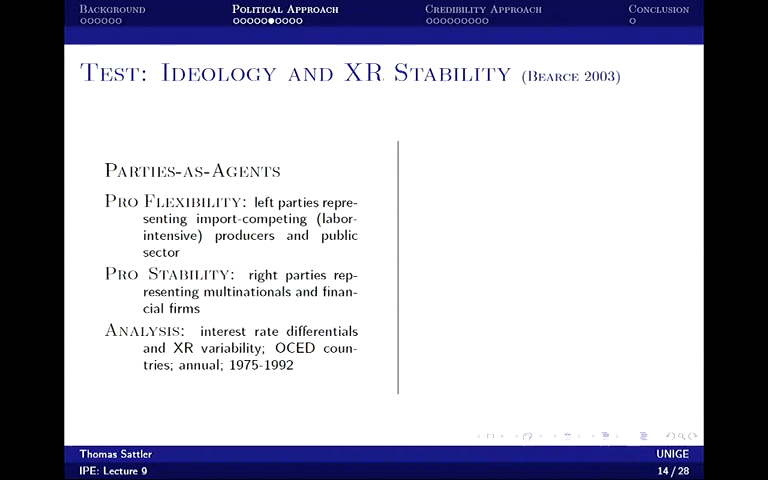 Background Political Approach Credibility Approach Conclusion
Test: Ideology and XR Stability (Bearce 2003)
Parties-as-Agents
Pro Flexibility: left parties repre-
senting import-competing (labor-
intensive) producers and public
sector
Pro Stability: right parties rep-
resenting multinationals and finan-
cial firms
Analysis: interest rate differentials
and XR variability; OCED coun-
tries; annual; 1975-1992
Thomas Sattler UNIGE
IPE: Lecture 9 14 / 28